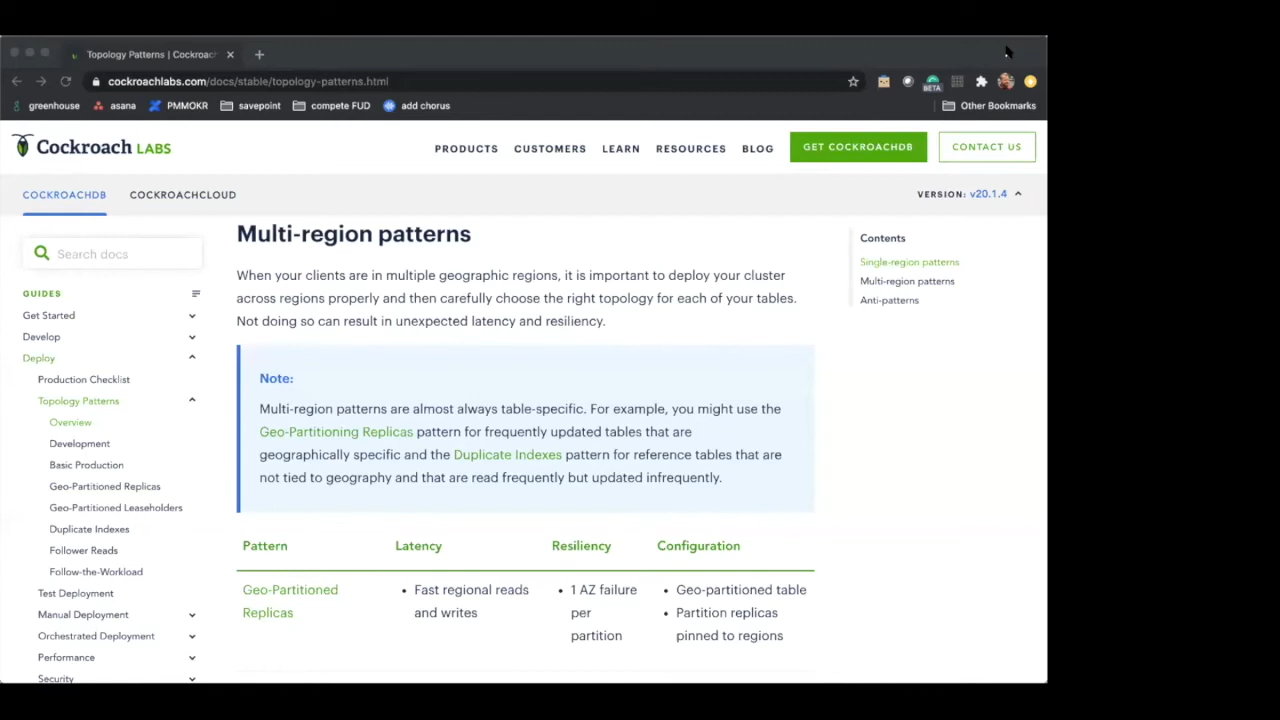 Topology Patterns | Cockroach
cockroachlabs.com/docs/stable/topology-patterns.html
BETA
greenhouse asana PMMOKR savepoint compete FUD add chorus Other Bookmarks
Cockroach LABS
PRODUCTS CUSTOMERS LEARN RESOURCES BLOG GET COCKROACHDB CONTACT US
COCKROACHDB COCKROACHCLOUD VERSION: v20.1.4
Search docs
GUIDES
Get Started
Develop
Deploy
Production Checklist
Topology Patterns
Overview
Development
Basic Production
Geo-Partitioned Replicas
Geo-Partitioned Leaseholders
Duplicate Indexes
Follower Reads
Follow-the-Workload
Test Deployment
Manual Deployment
Orchestrated Deployment
Performance
Security
Multi-region patterns
When your clients are in multiple geographic regions, it is important to deploy your cluster
across regions properly and then carefully choose the right topology for each of your tables.
Not doing so can result in unexpected latency and resiliency.
Note:
Multi-region patterns are almost always table-specific. For example, you might use the
Geo-Partitioning Replicas pattern for frequently updated tables that are
geographically specific and the Duplicate Indexes pattern for reference tables that are
not tied to geography and that are read frequently but updated infrequently.
Pattern Latency Resiliency Configuration
Geo-Partitioned • Fast regional reads • 1 AZ failure • Geo-partitioned table
Replicas and writes per • Partition replicas
partition pinned to regions
Contents
Single-region patterns
Multi-region patterns
Anti-patterns